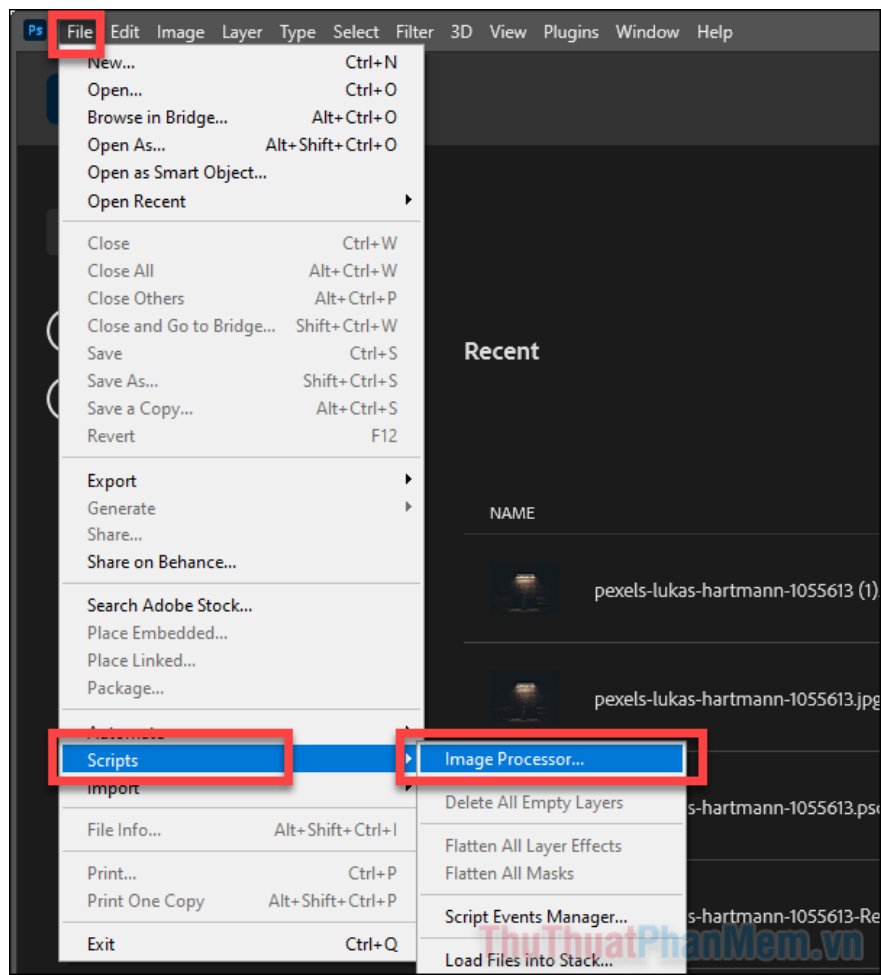 Ps File Edit Image Layer Type Select Filter 3D View Plugins Window Help
New... Ctrl+N
Open... Ctrl+O
Browse in Bridge... Alt+Ctrl+O
Open As... Alt+Shift+Ctrl+O
Open as Smart Object...
Open Recent
Close Ctrl+W
Close All Alt+Ctrl+W
Close Others Alt+Ctrl+P
Close and Go to Bridge... Shift+Ctrl+W
Save Ctrl+S
Save As... Shift+Ctrl+S
Save a Copy... Alt+Ctrl+S
Revert F12
Export
Generate
Share...
Share on Behance...
Search Adobe Stock...
Place Embedded...
Place Linked...
Package...
Automate
Scripts
Import
File Info... Alt+Shift+Ctrl+I
Print... Ctrl+P
Print One Copy Alt+Shift+Ctrl+P
Exit Ctrl+Q
Image Processor...
Delete All Empty Layers
Flatten All Layer Effects
Flatten All Masks
Script Events Manager...
Load Files into Stack...
Recent
NAME
pexels-lukas-hartmann-1055613 (1).
pexels-lukas-hartmann-1055613.jpg
s-hartmann-1055613.psd
s-hartmann-1055613-Re
ThuThuatPhanMem.vn